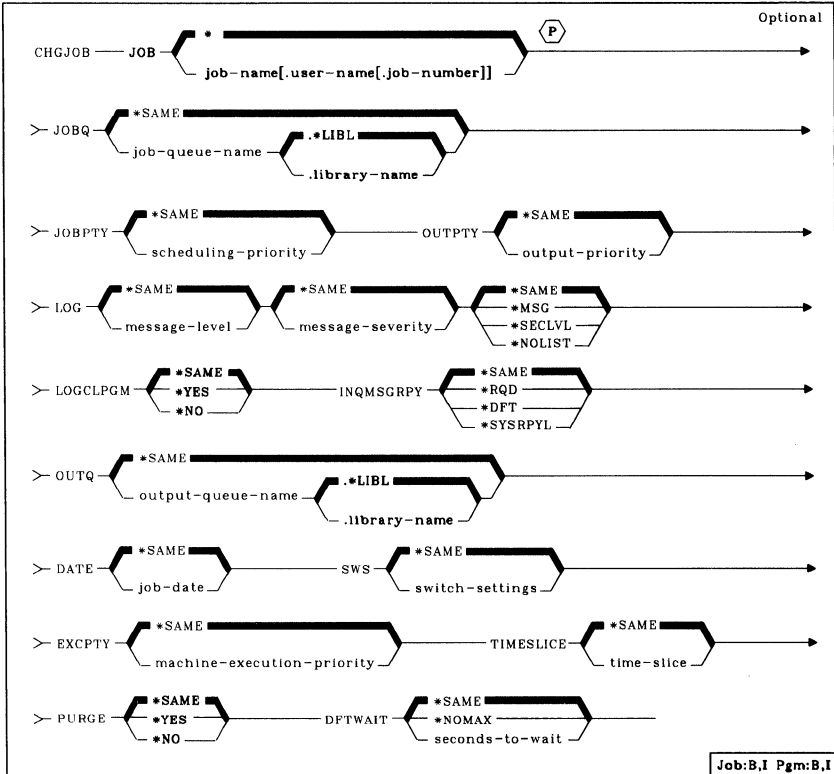 Optional
* P
CHGJOB JOB
job-name[.user-name[.job-number]]
*SAME
JOBQ .*LIBL
job-queue-name
.library-name
*SAME *SAME
JOBPTY OUTPTY
scheduling-priority output-priority
*SAME *SAME *SAME
LOG *MSG
message-level message-severity *SECLVL
*NOLIST
*SAME *SAME
LOGCLPGM *YES INQMSGRPY *RQD
*NO *DFT
*SYSRPYL
*SAME
OUTQ .*LIBL
output-queue-name
.library-name
*SAME *SAME
DATE SWS
job-date switch-settings
*SAME *SAME
EXCPTY TIMESLICE
machine-execution-priority time-slice
*SAME *SAME
PURGE *YES DFTWAIT *NOMAX
*NO seconds-to-wait
Job:B,I Pgm:B,I